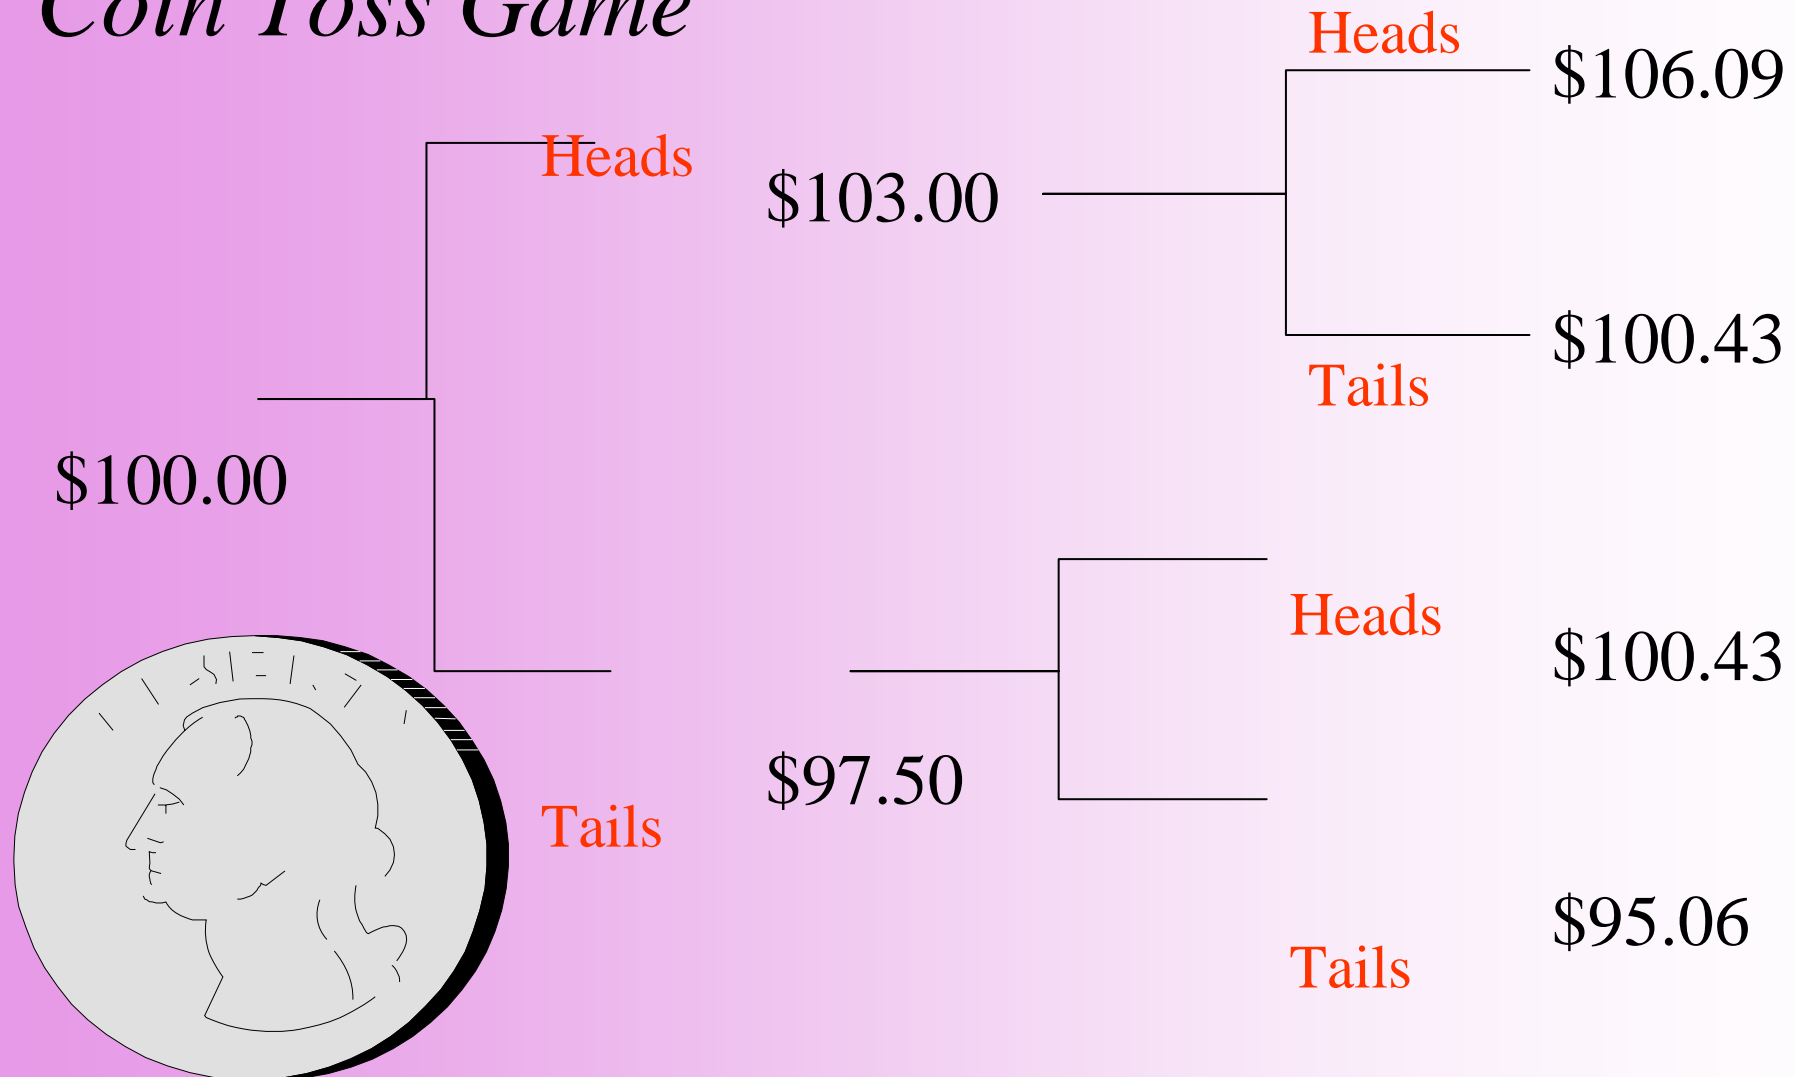 Coin Toss Game
Heads
$106.09
Heads
$103.00
$100.43
Tails
$100.00
Heads
$100.43
$97.50
Tails
$95.06
Tails